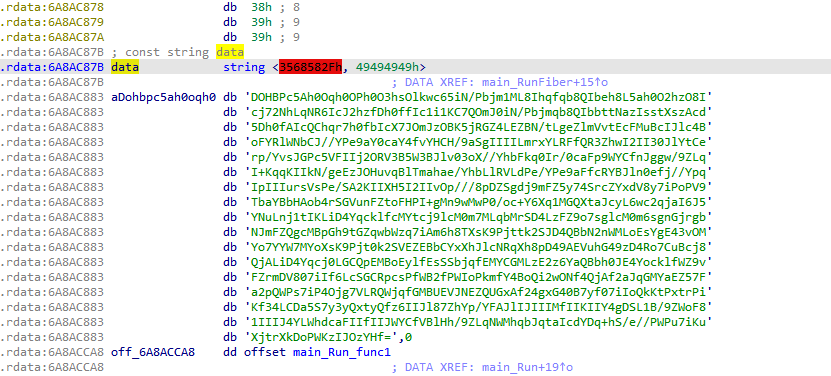 .rdata:6A8AC878 db 38h ; 8
.rdata:6A8AC879 db 39h ; 9
.rdata:6A8AC87A db 39h ; 9
.rdata:6A8AC87B ; const string data
.rdata:6A8AC87B data string <3568582Fh, 49494949h>
.rdata:6A8AC87B ; DATA XREF: main_RunFiber+15↑o
.rdata:6A8AC883 aDohbpc5ah0oqh0 db 'DOHBPc5Ah0Oqh0OPh0O3hsOlkwc65iN/Pbjm1ML8Ihqfqb8QIbeh8L5ah0O2hzO8I'
.rdata:6A8AC883 db 'cj72NhLqNR6IcJ2hzfDh0ffIc1i1KC7QOmJ0iN/Pbjmqb8QIbbttNazIsstXszAcd'
.rdata:6A8AC883 db '5Dh0fAIcQChqr7h0fbIcX7JOmJzOBK5jRGZ4LEZBN/tLgeZlmVvtEcFMuBcIJlc4B'
.rdata:6A8AC883 db 'oFYRlWNbCJ//YPe9aY0caY4fvYHCH/9aSgIIIILmrxYLRFfQR3ZhwI2II30JlYtCe'
.rdata:6A8AC883 db 'rp/YvsJGPc5VFIIj2ORV3B5W3BJlv03oX//YhbFkq0Ir/0caFp9WYCfnJggw/9ZLq'
.rdata:6A8AC883 db 'I+KqqKIIkN/geEzJOHuvqBlTmahae/YhbLlRVLdPe/YPe9aFfcRYBJln0efj//Ypq'
.rdata:6A8AC883 db 'IpIIIursVsPe/SA2KIIXH5I2IIvOp///8pDZSgdj9mFZ5y74SrcZYxdV8y7iPoPV9'
.rdata:6A8AC883 db 'TbaYBbHAob4rSGVunFZtoFHPI+gMn9wMwP0/oc+Y6Xq1MGQXtaJcyL6wc2qjaI6J5'
.rdata:6A8AC883 db 'YNuLnj1tIKLiD4YqcklfcMYtcj9lcM0m7MLqbMrSD4LzFZ9o7sglcM0m6sgnGjrgb'
.rdata:6A8AC883 db 'NJmFZQgcMBpGh9tGZqwbWzq7iAm6h8TXsK9Pjttk2SJD4QBbN2nWMLoEsYgE43vOM'
.rdata:6A8AC883 db 'Yo7YYW7MYoXsK9Pjt0k2SVEZEBbCYxXhJlcNRqXh8pD49AEVuhG49zD4Ro7CuBcj8'
.rdata:6A8AC883 db 'QjALiD4Yqcj0LGCQpEMBoEylfEsSSbjqfEMYCGMLzE2z6YaQBbh0JE4YocklfWZ9v'
.rdata:6A8AC883 db 'FZrmDV807iIf6LcSGCRpcsPfWB2fPWIoPkmfY4BoQi2wONf4QjAf2aJqGMYaEZ57F'
.rdata:6A8AC883 db 'a2pQWPs7iP4Ojg7VLRQWjqfGMBUEVJNEZQUGxAf24gxG40B7yf07iIoQkKtPxtrPi'
.rdata:6A8AC883 db 'Kf34LCDa5S7y3yQxtyQfz6IIJl87ZhYp/YFAJlIJIIIMfIIKIIY4gDSL1B/9ZWoF8'
.rdata:6A8AC883 db '1IIIJ4YLWhdcaFIIfIIJWYCfVBlHh/9ZLqNWMhqbJqtaIcdYDq+hS/e//PWPu7iKu'
.rdata:6A8AC883 db 'XjtrXkDoPWKzIJOzYHf=',0
.rdata:6A8ACCA8 off_6A8ACCA8 dd offset main_Run_func1
.rdata:6A8ACCA8 ; DATA XREF: main_Run+19↑o